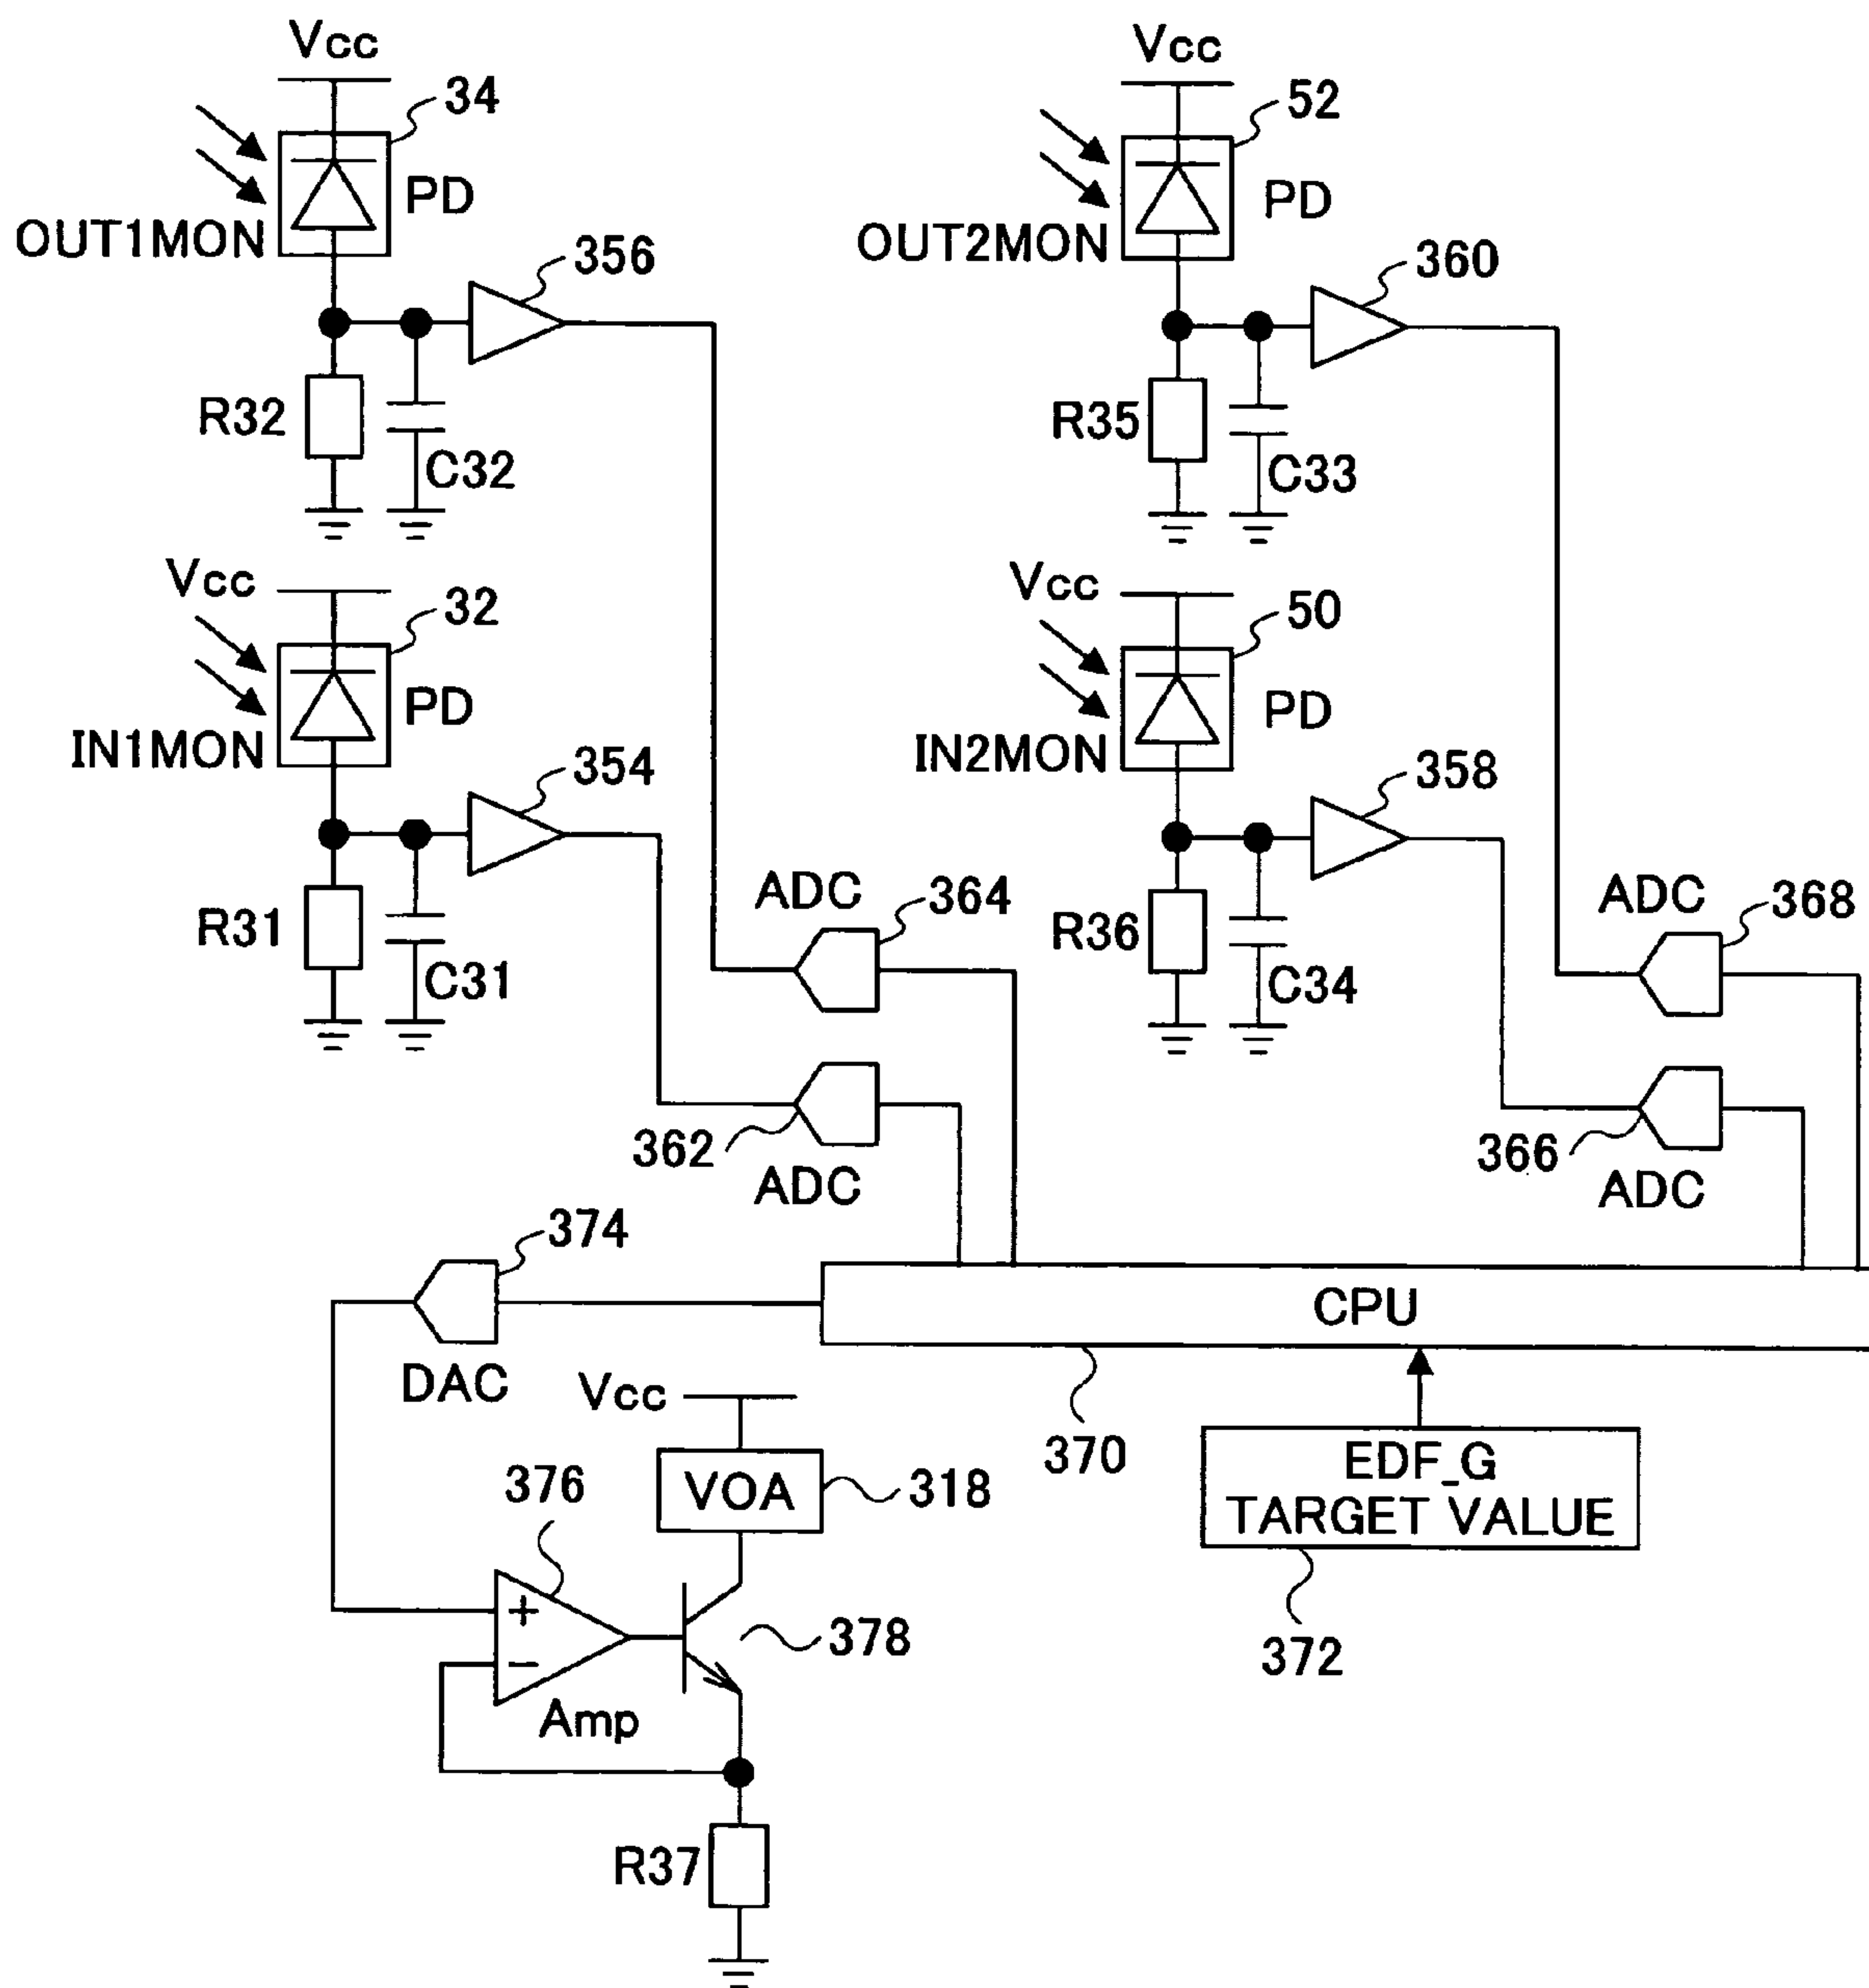 Vcc
34
PD
OUT1MON
356
R32
C32
Vcc
32
PD
IN1MON
354
R31
C31
ADC
364
362
ADC
Vcc
52
PD
OUT2MON
360
R35
C33
Vcc
50
PD
IN2MON
358
R36
C34
ADC
368
366
ADC
374
DAC
CPU
370
EDF_G
TARGET VALUE
372
Vcc
VOA
318
376
+
−
Amp
378
R37